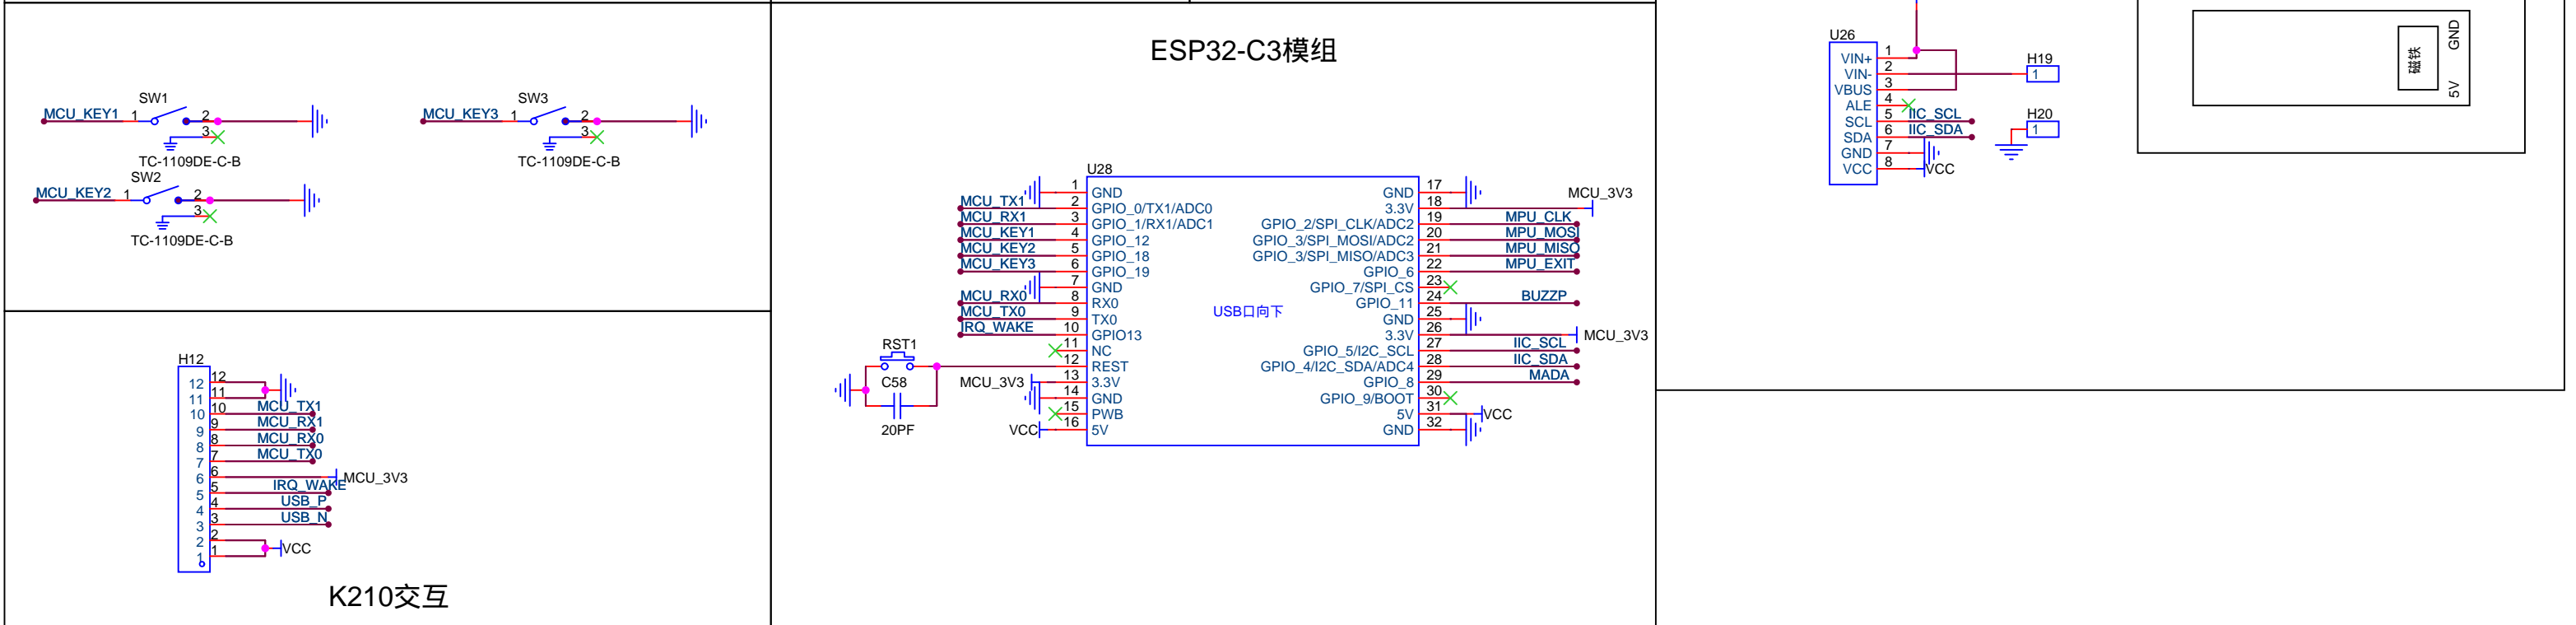 SW1
MCU_KEY1
1
2
3
TC-1109DE-C-B
SW3
MCU_KEY3
1
2
3
TC-1109DE-C-B
SW2
MCU_KEY2
1
2
3
TC-1109DE-C-B
H12
12 12
11 11
10 10 MCU_TX1
9 9 MCU_RX1
8 8 MCU_RX0
7 7 MCU_TX0
6 6 MCU_3V3
5 5 IRQ_WAKE
4 4 USB_P
3 3 USB_N
2 2
VCC
1 1
K210交互
ESP32-C3模组
U28
1 GND
MCU_TX1 2 GPIO_0/TX1/ADC0
MCU_RX1 3 GPIO_1/RX1/ADC1
MCU_KEY1 4 GPIO_12
MCU_KEY2 5 GPIO_18
MCU_KEY3 6 GPIO_19
7 GND
MCU_RX0 8 RX0
MCU_TX0 9 TX0
IRQ_WAKE 10 GPIO13
11 NC
12 REST
MCU_3V3 13 3.3V
14 GND
15 PWB
VCC 16 5V
RST1
C58
20PF
USB口向下
GND 17
MCU_3V3
3.3V 18
GPIO_2/SPI_CLK/ADC2 19 MPU_CLK
GPIO_3/SPI_MOSI/ADC2 20 MPU_MOSI
GPIO_3/SPI_MISO/ADC3 21 MPU_MISO
GPIO_6 22 MPU_EXIT
GPIO_7/SPI_CS 23
GPIO_11 24 BUZZP
GND 25
3.3V 26 MCU_3V3
GPIO_5/I2C_SCL 27 IIC_SCL
GPIO_4/I2C_SDA/ADC4 28 IIC_SDA
GPIO_8 29 MADA
GPIO_9/BOOT 30
5V 31 VCC
GND 32
U26
VIN+ 1
VIN- 2
VBUS 3
ALE 4
SCL 5 IIC_SCL
SDA 6 IIC_SDA
GND 7
VCC 8 VCC
H19
1
H20
1
磁铁
GND
5V